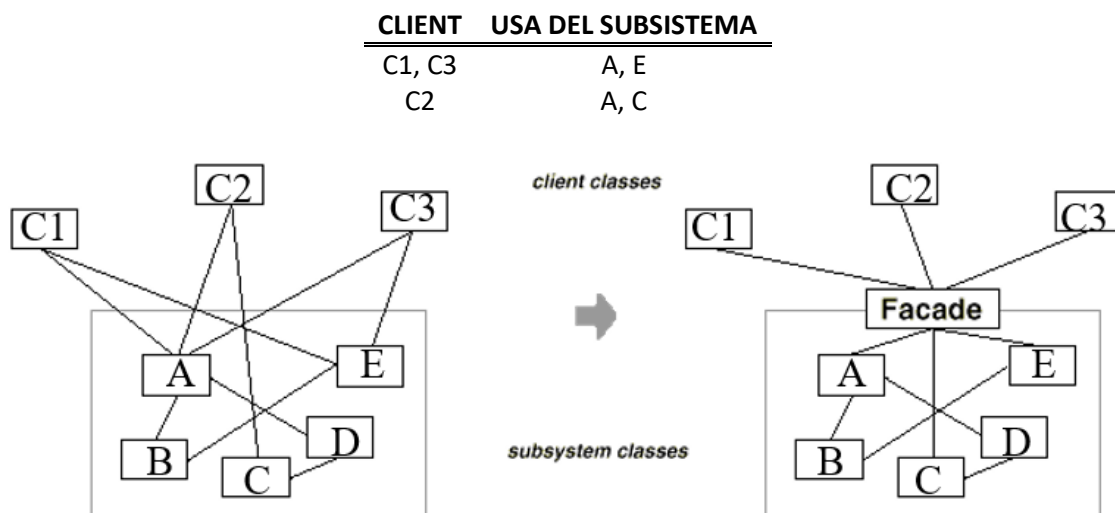 CLIENT USA DEL SUBSISTEMA
C1, C3 A, E
C2 A, C
C2
C1
C3
A
E
B
C
D
client classes
subsystem classes
C2
C1
C3
Facade
A
E
B
C
D